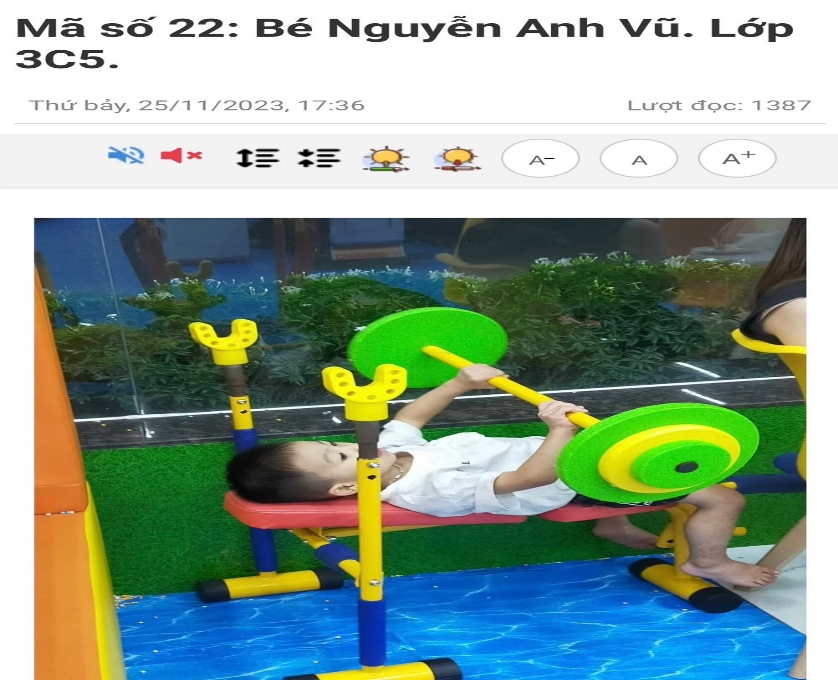 Mã số 22: Bé Nguyễn Anh Vũ. Lớp
3C5.
Thứ bảy, 25/11/2023, 17:36 Lượt đọc: 1387
A− A A+